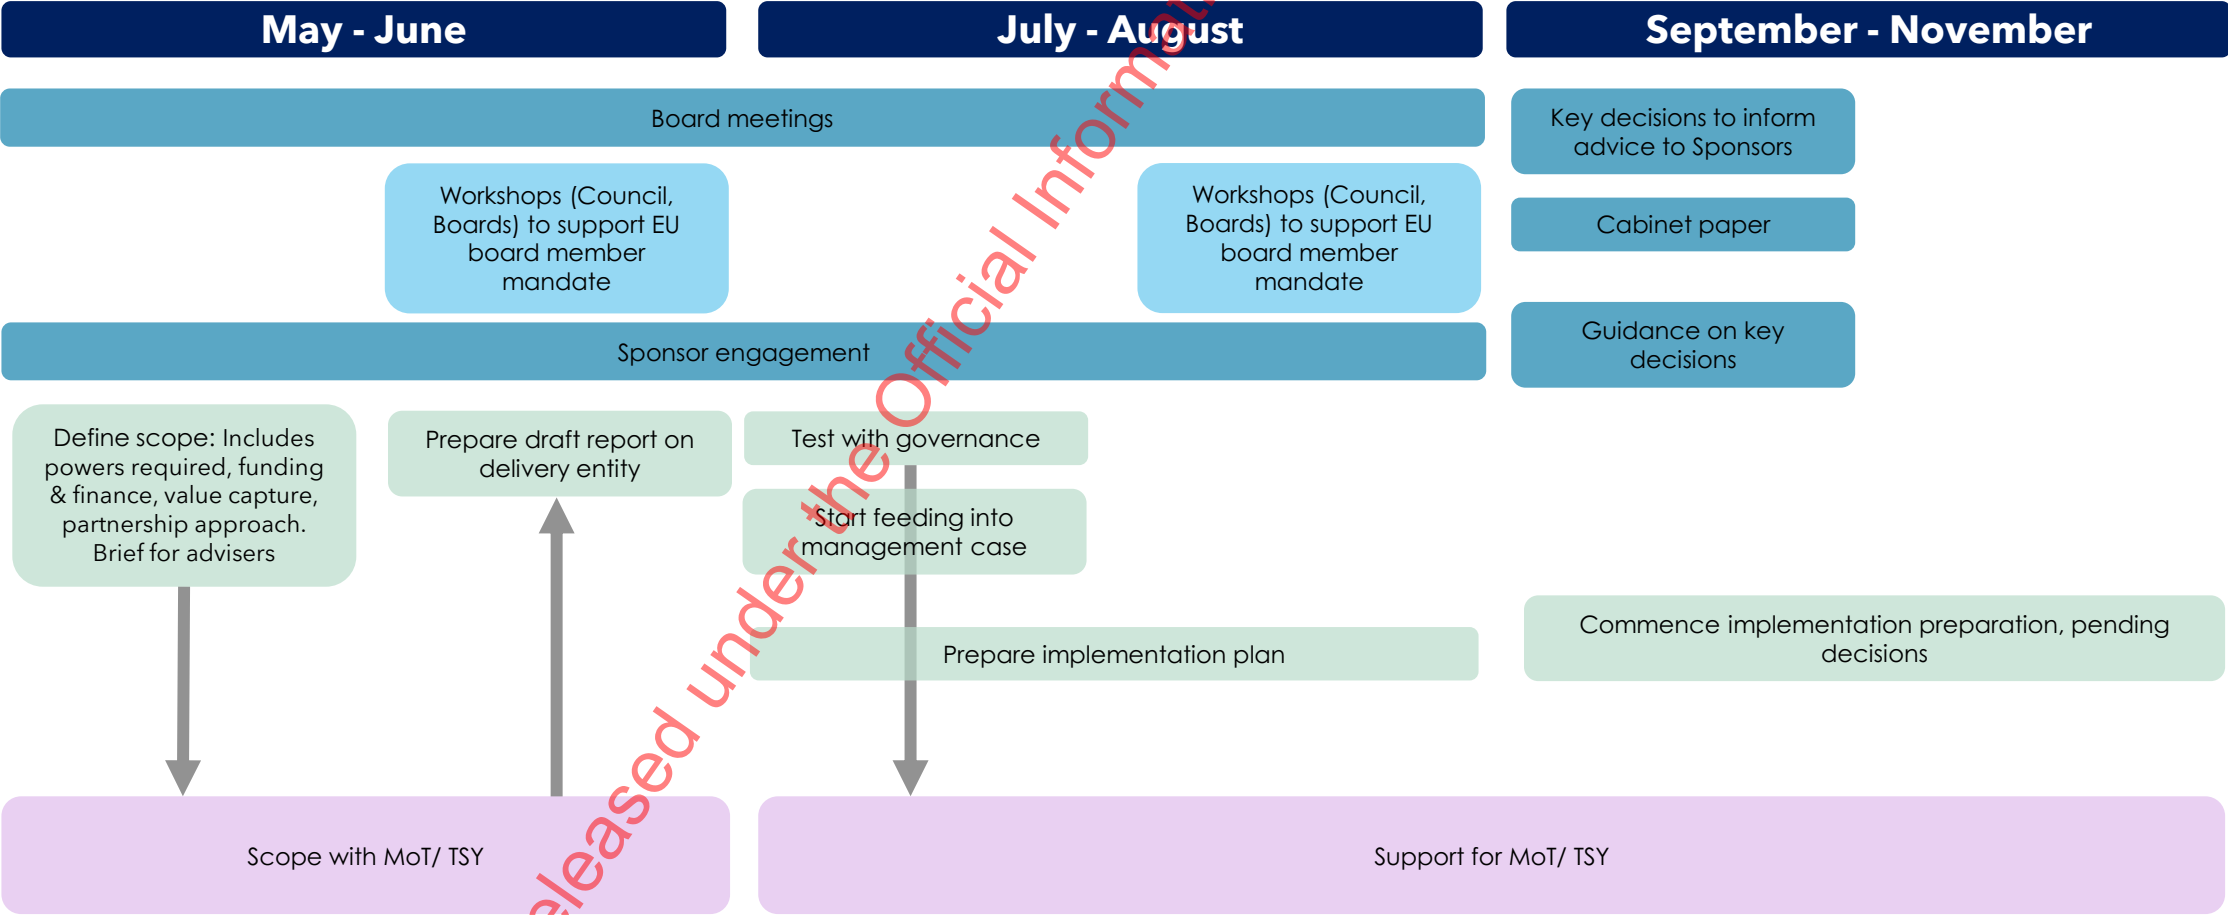 May - June
July - August
September - November
Board meetings
Key decisions to inform
advice to Sponsors
Workshops (Council,
Boards) to support EU
board member
mandate
Workshops (Council,
Boards) to support EU
board member
mandate
Cabinet paper
Sponsor engagement
Guidance on key
decisions
Define scope: Includes
powers required, funding
& finance, value capture,
partnership approach.
Brief for advisers
Prepare draft report on
delivery entity
Test with governance
Start feeding into
management case
Prepare implementation plan
Commence implementation preparation, pending
decisions
Scope with MoT/ TSY
Support for MoT/ TSY
eleased under the Official Informat